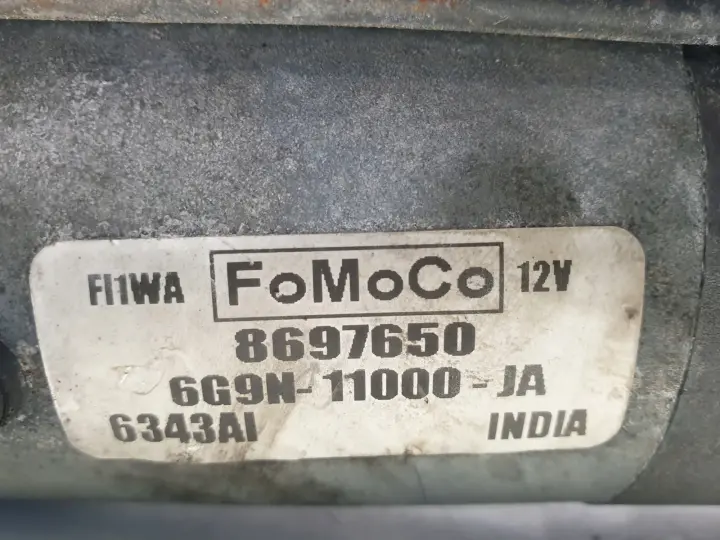 FI1WA FoMoCo 12V
8697650
6G9N-11000-JA
6343AI INDIA